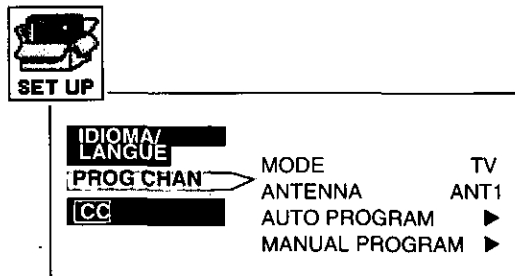 SET UP
IDIOMA/
LANGUE
PROG CHAN
CC
MODE TV
ANTENNA ANT1
AUTO PROGRAM ▶
MANUAL PROGRAM ▶